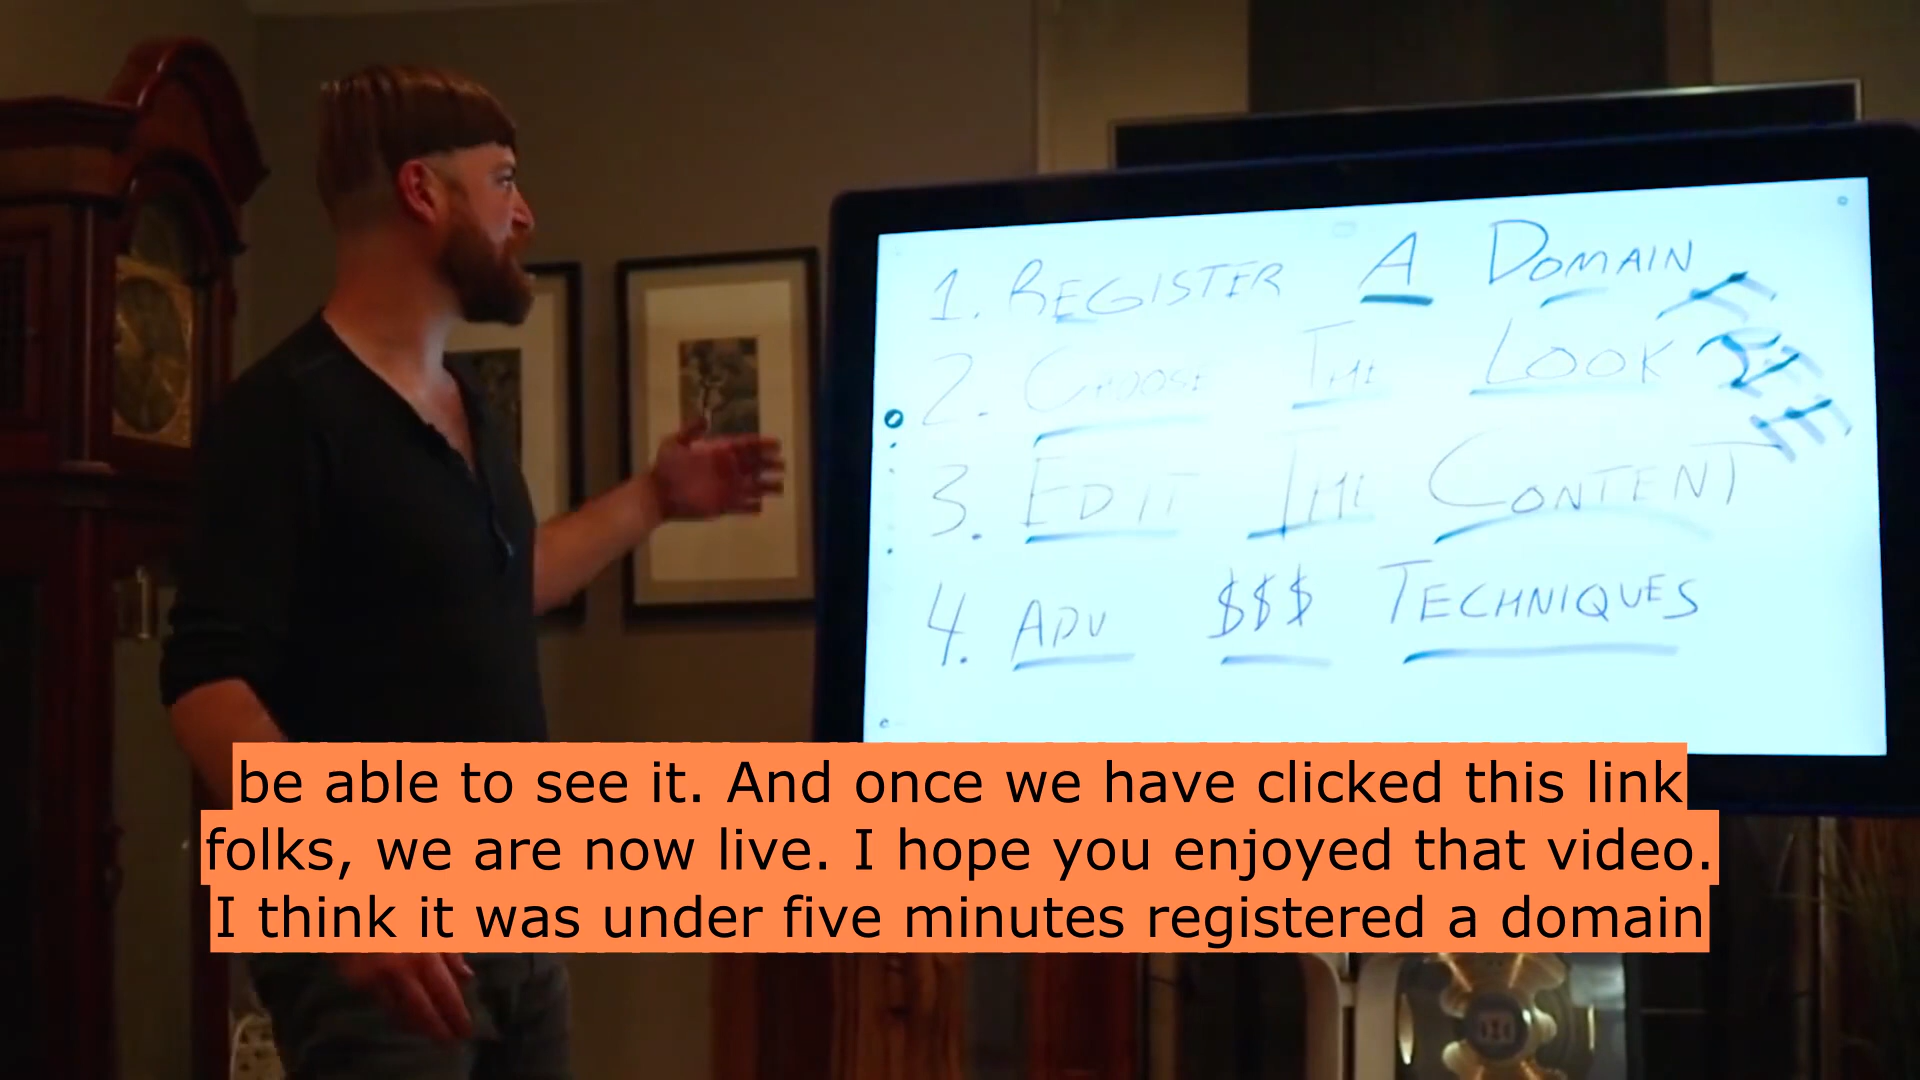 1. REGISTER A DOMAIN
FREE
2. CHOOSE THE LOOK
3. EDIT THE CONTENT
4. ADV $$$ TECHNIQUES
be able to see it. And once we have clicked this link
folks, we are now live. I hope you enjoyed that video.
I think it was under five minutes registered a domain